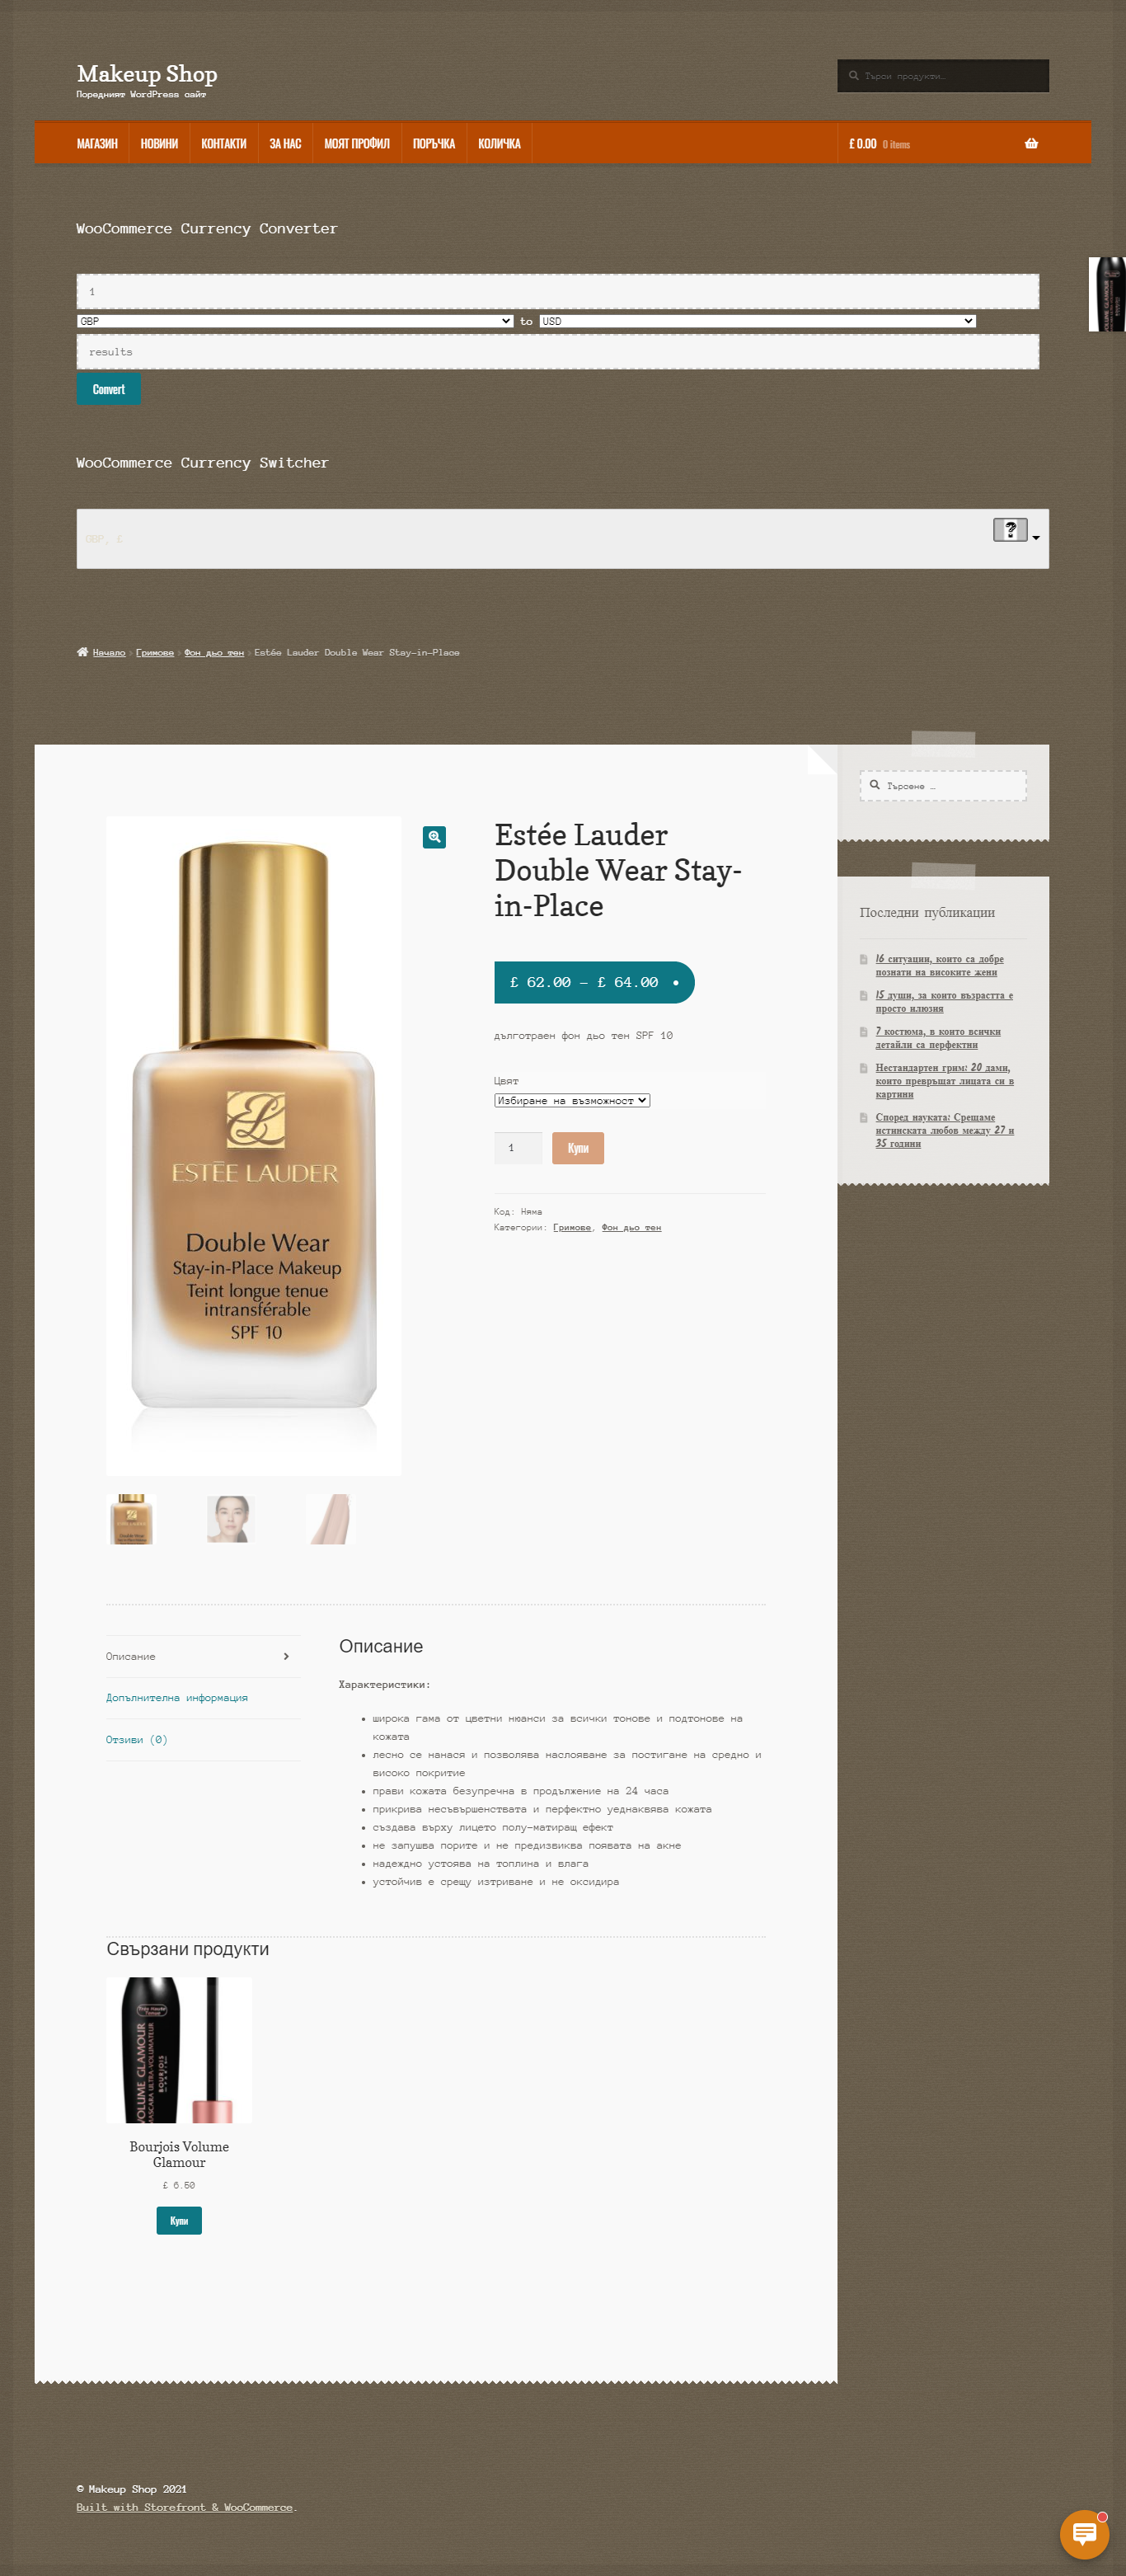 Makeup Shop
Поредният WordPress сайт
Търси продукти…
МАГАЗИН
НОВИНИ
КОНТАКТИ
ЗА НАС
МОЯТ ПРОФИЛ
ПОРЪЧКА
КОЛИЧКА
£ 0.00 0 items
WooCommerce Currency Converter
1
GBP to USD
results
Convert
WooCommerce Currency Switcher
GBP, £
Начало › Гримове › Фон дьо тен › Estée Lauder Double Wear Stay-in-Place
Търсене …
Последни публикации
16 ситуации, които са добре
познати на високите жени
15 души, за които възрастта е
просто илюзия
7 костюма, в които всички
детайли са перфектни
Нестандартен грим: 20 дами,
които превръщат лицата си в
картини
Според науката: Срещаме
истинската любов между 27 и
35 години
ESTĒE LAUDER
Double Wear
Stay-in-Place Makeup
Teint longue tenue
intransférable
SPF 10
Estée Lauder
Double Wear Stay-
in-Place
£ 62.00 – £ 64.00
дълготраен фон дьо тен SPF 10
Цвят
Избиране на възможност
1
Купи
Код: Няма
Категории: Гримове, Фон дьо тен
Описание
Допълнителна информация
Отзиви (0)
Описание
Характеристики:
• широка гама от цветни нюанси за всички тонове и подтонове на
кожата
• лесно се нанася и позволява наслояване за постигане на средно и
високо покритие
• прави кожата безупречна в продължение на 24 часа
• прикрива несъвършенствата и перфектно уеднаквява кожата
• създава върху лицето полу-матиращ ефект
• не запушва порите и не предизвиква появата на акне
• надеждно устоява на топлина и влага
• устойчив е срещу изтриване и не оксидира
Свързани продукти
VOLUME GLAMOUR
MASCARA ULTRA-VOLUMATEUR
BOURJOIS
Bourjois Volume
Glamour
£ 6.50
Купи
© Makeup Shop 2021
Built with Storefront & WooCommerce.